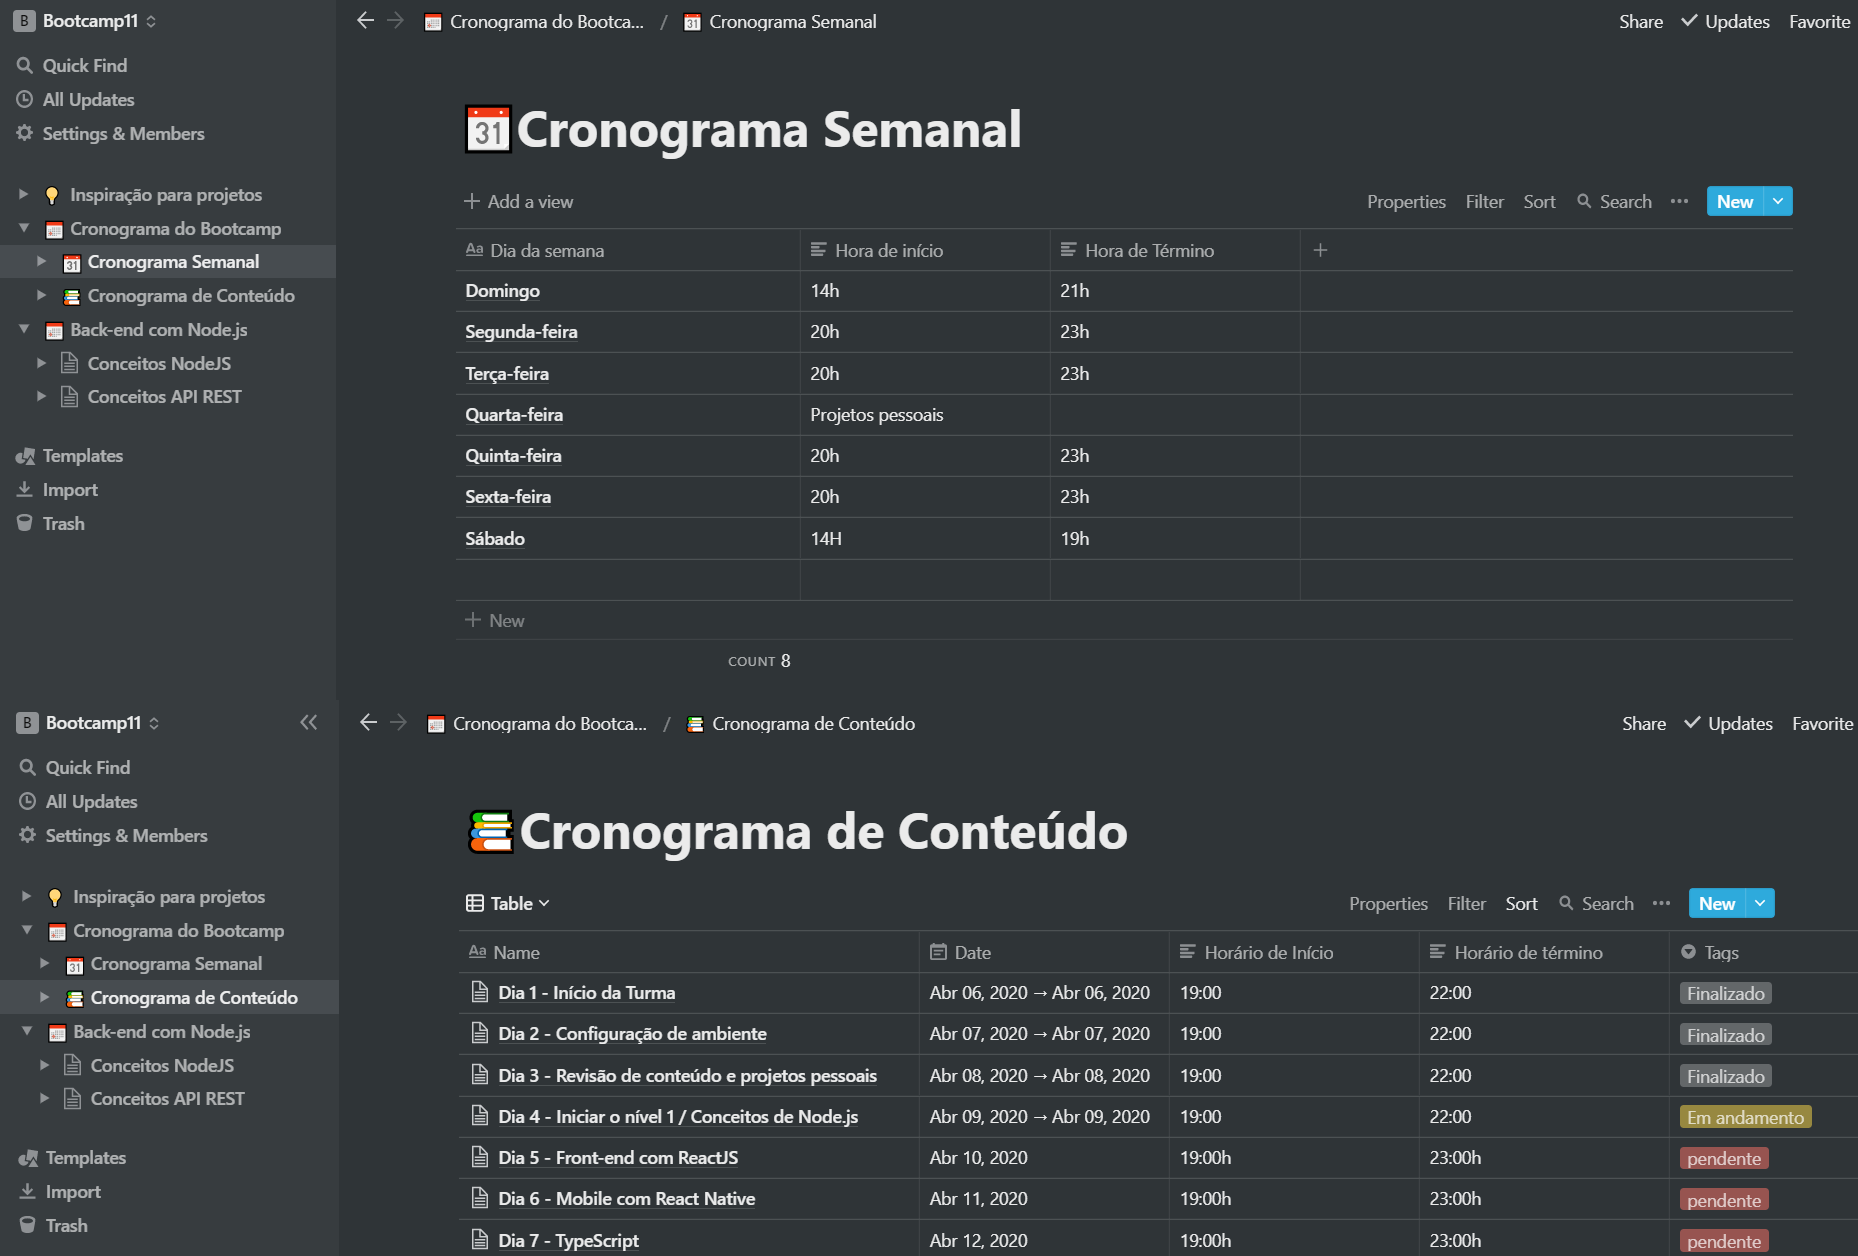 B Bootcamp11
Quick Find
All Updates
Settings & Members
Inspiração para projetos
Cronograma do Bootcamp
31 Cronograma Semanal
Cronograma de Conteúdo
Back-end com Node.js
Conceitos NodeJS
Conceitos API REST
Templates
Import
Trash
Cronograma do Bootca... / 31 Cronograma Semanal
Share Updates Favorite
31 Cronograma Semanal
Add a view
Properties Filter Sort Search ... New
Aa Dia da semana Hora de início Hora de Término
Domingo 14h 21h
Segunda-feira 20h 23h
Terça-feira 20h 23h
Quarta-feira Projetos pessoais
Quinta-feira 20h 23h
Sexta-feira 20h 23h
Sábado 14H 19h
New
COUNT 8
B Bootcamp11
Quick Find
All Updates
Settings & Members
Inspiração para projetos
Cronograma do Bootcamp
31 Cronograma Semanal
Cronograma de Conteúdo
Back-end com Node.js
Conceitos NodeJS
Conceitos API REST
Templates
Import
Trash
Cronograma do Bootca... / Cronograma de Conteúdo
Share Updates Favorite
Cronograma de Conteúdo
Table
Properties Filter Sort Search ... New
Aa Name Date Horário de Início Horário de término Tags
Dia 1 - Início da Turma Abr 06, 2020 → Abr 06, 2020 19:00 22:00 Finalizado
Dia 2 - Configuração de ambiente Abr 07, 2020 → Abr 07, 2020 19:00 22:00 Finalizado
Dia 3 - Revisão de conteúdo e projetos pessoais Abr 08, 2020 → Abr 08, 2020 19:00 22:00 Finalizado
Dia 4 - Iniciar o nível 1 / Conceitos de Node.js Abr 09, 2020 → Abr 09, 2020 19:00 22:00 Em andamento
Dia 5 - Front-end com ReactJS Abr 10, 2020 19:00h 23:00h pendente
Dia 6 - Mobile com React Native Abr 11, 2020 19:00h 23:00h pendente
Dia 7 - TypeScript Abr 12, 2020 19:00h 23:00h pendente